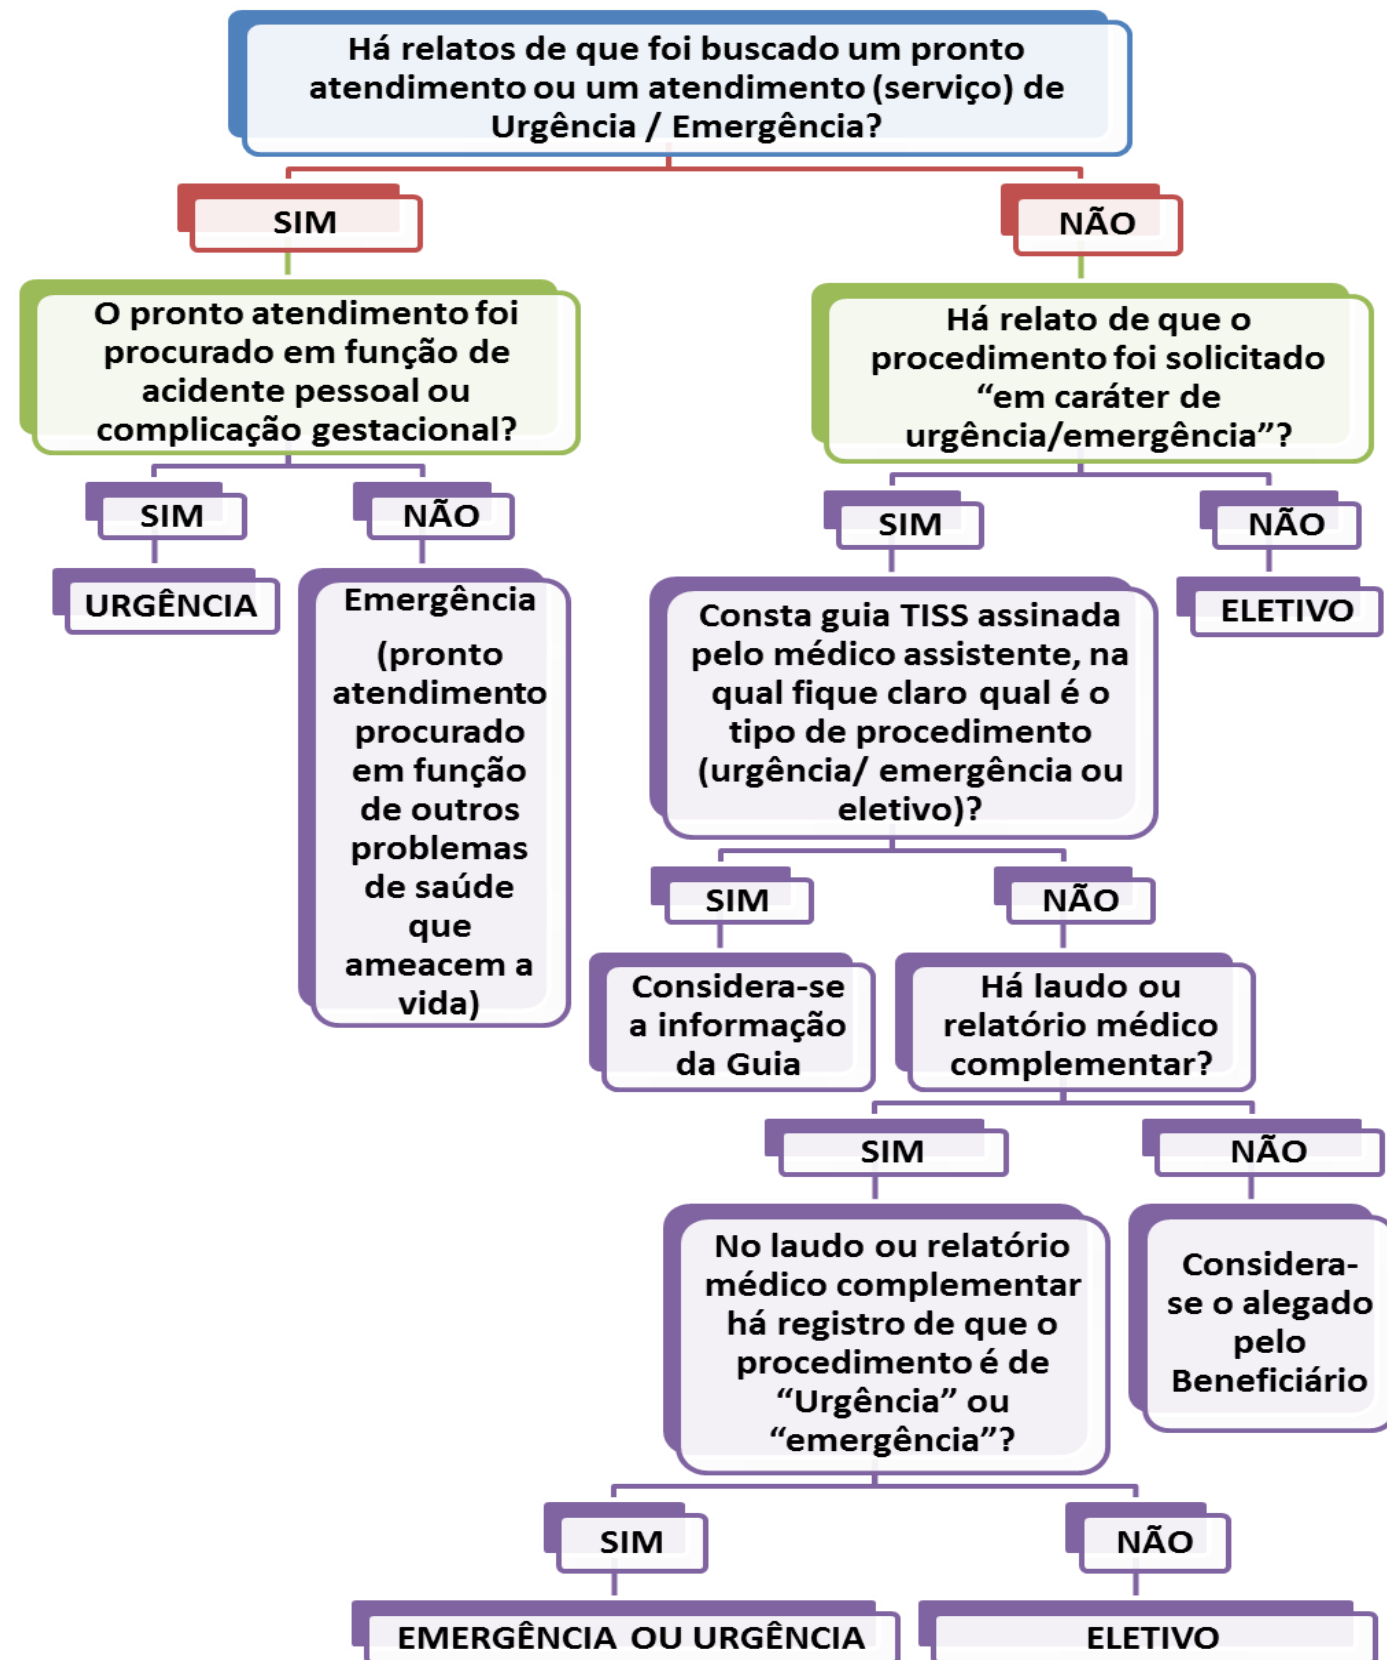 Há relatos de que foi buscado um pronto
atendimento ou um atendimento (serviço) de
Urgência / Emergência?
SIM
NÃO
O pronto atendimento foi
procurado em função de
acidente pessoal ou
complicação gestacional?
Há relato de que o
procedimento foi solicitado
“em caráter de
urgência/emergência”?
SIM
NÃO
SIM
NÃO
URGÊNCIA
Emergência
(pronto
atendimento
procurado
em função
de outros
problemas
de saúde
que
ameacem a
vida)
Consta guia TISS assinada
pelo médico assistente, na
qual fique claro qual é o
tipo de procedimento
(urgência/ emergência ou
eletivo)?
ELETIVO
SIM
NÃO
Considera-se
a informação
da Guia
Há laudo ou
relatório médico
complementar?
SIM
NÃO
No laudo ou relatório
médico complementar
há registro de que o
procedimento é de
“Urgência” ou
“emergência”?
Considera-
se o alegado
pelo
Beneficiário
SIM
NÃO
EMERGÊNCIA OU URGÊNCIA
ELETIVO